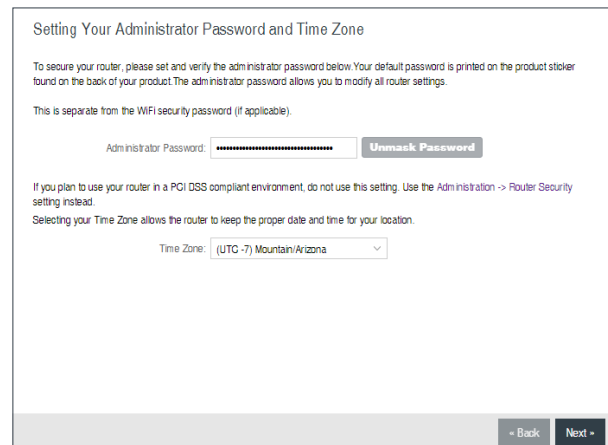 Setting Your Administrator Password and Time Zone
To secure your router, please set and verify the administrator password below.Your default password is printed on the product sticker
found on the back of your product.The administrator password allows you to modify all router settings.
This is separate from the WiFi security password (if applicable).
Administrator Password: •••••••••••••••••••••••••••••••••• Unmask Password
If you plan to use your router in a PCI DSS compliant environment, do not use this setting. Use the Administration -> Router Security
setting instead.
Selecting your Time Zone allows the router to keep the proper date and time for your location.
Time Zone: (UTC -7) Mountain/Arizona
« Back Next »